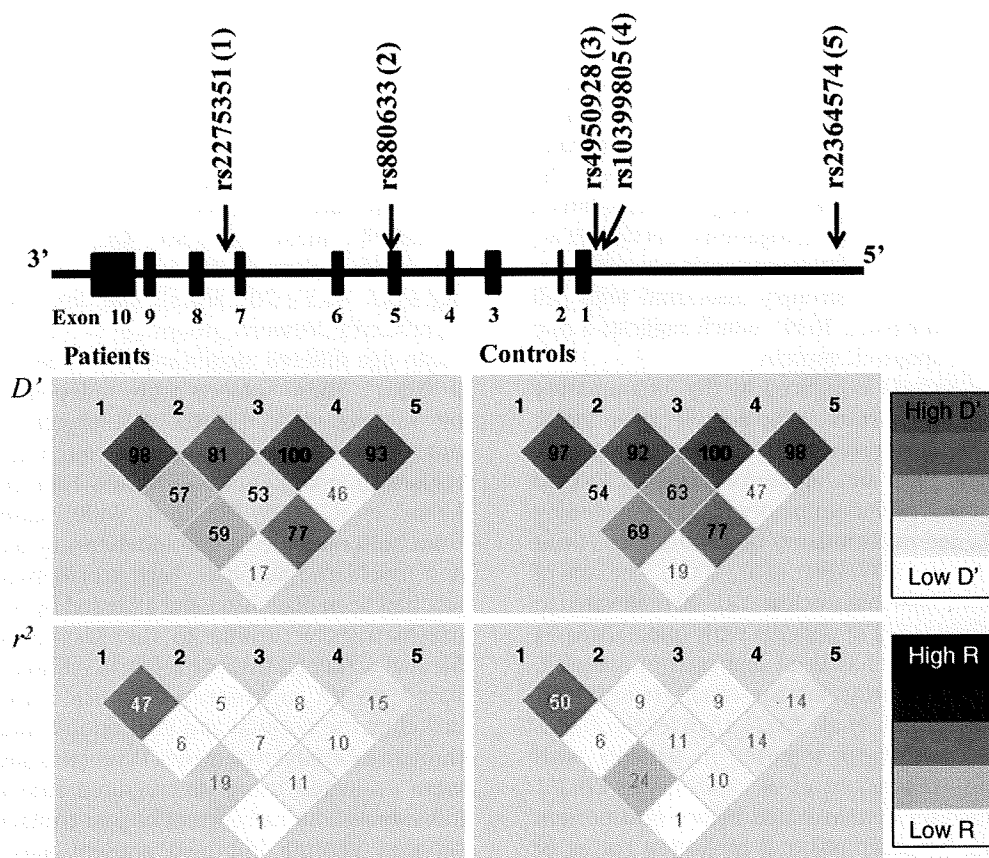 rs2275351 (1)
rs880633 (2)
rs4950928 (3)
rs10399805 (4)
rs2364574 (5)
3’
5’
Exon 10 9 8 7 6 5 4 3 2 1
Patients
Controls
D’
1 2 3 4 5
98 81 100 93
57 53 46
59 77
17
1 2 3 4 5
97 92 100 98
54 63 47
69 77
19
High D’
Low D’
r²
1 2 3 4 5
47 5 8 15
6 7 10
19 11
1
1 2 3 4 5
50 9 9 14
6 11 14
24 10
1
High R
Low R